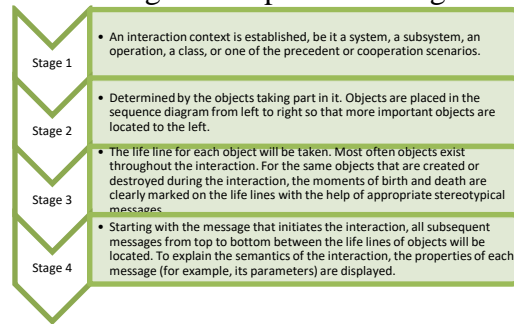 Stage 1
• An interaction context is established, be it a system, a subsystem, an
operation, a class, or one of the precedent or cooperation scenarios.
Stage 2
• Determined by the objects taking part in it. Objects are placed in the
sequence diagram from left to right so that more important objects are
located to the left.
Stage 3
• The life line for each object will be taken. Most often objects exist
throughout the interaction. For the same objects that are created or
destroyed during the interaction, the moments of birth and death are
clearly marked on the life lines with the help of appropriate stereotypical
messages.
Stage 4
• Starting with the message that initiates the interaction, all subsequent
messages from top to bottom between the life lines of objects will be
located. To explain the semantics of the interaction, the properties of each
message (for example, its parameters) are displayed.